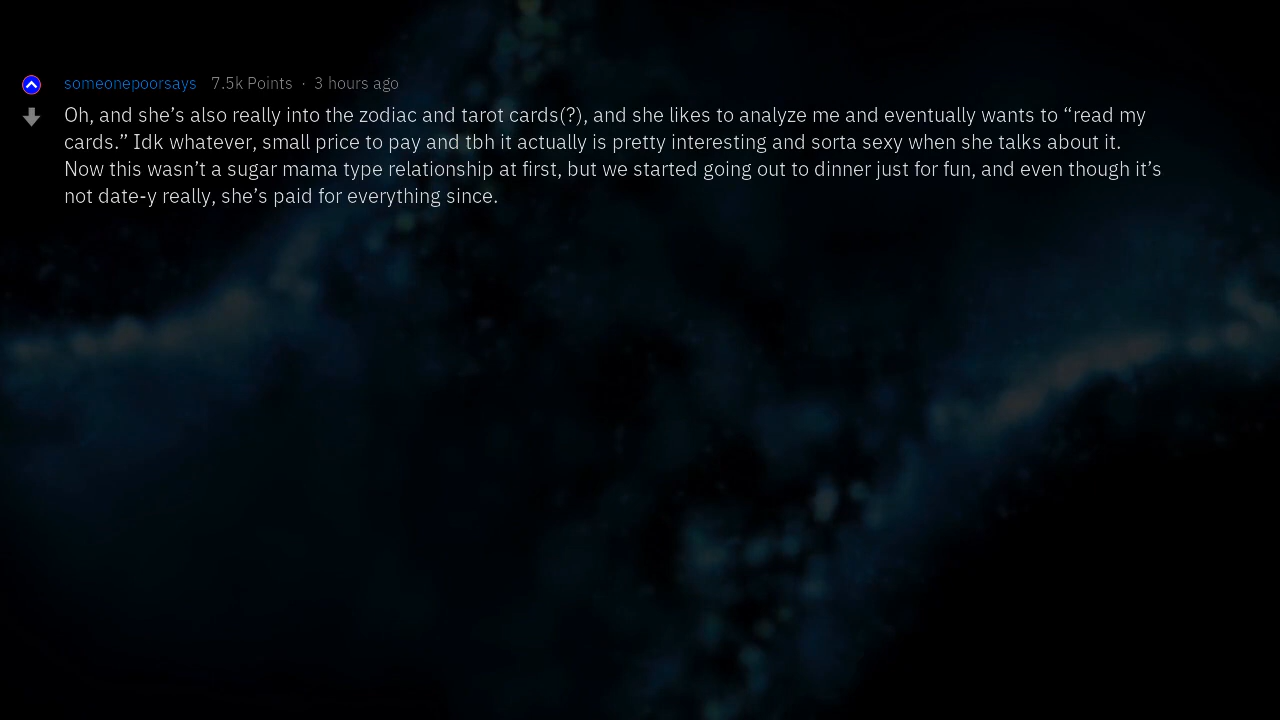 someonepoorsays 7.5k Points · 3 hours ago
Oh, and she’s also really into the zodiac and tarot cards(?), and she likes to analyze me and eventually wants to “read my
cards.” Idk whatever, small price to pay and tbh it actually is pretty interesting and sorta sexy when she talks about it.
Now this wasn’t a sugar mama type relationship at first, but we started going out to dinner just for fun, and even though it’s
not date-y really, she’s paid for everything since.